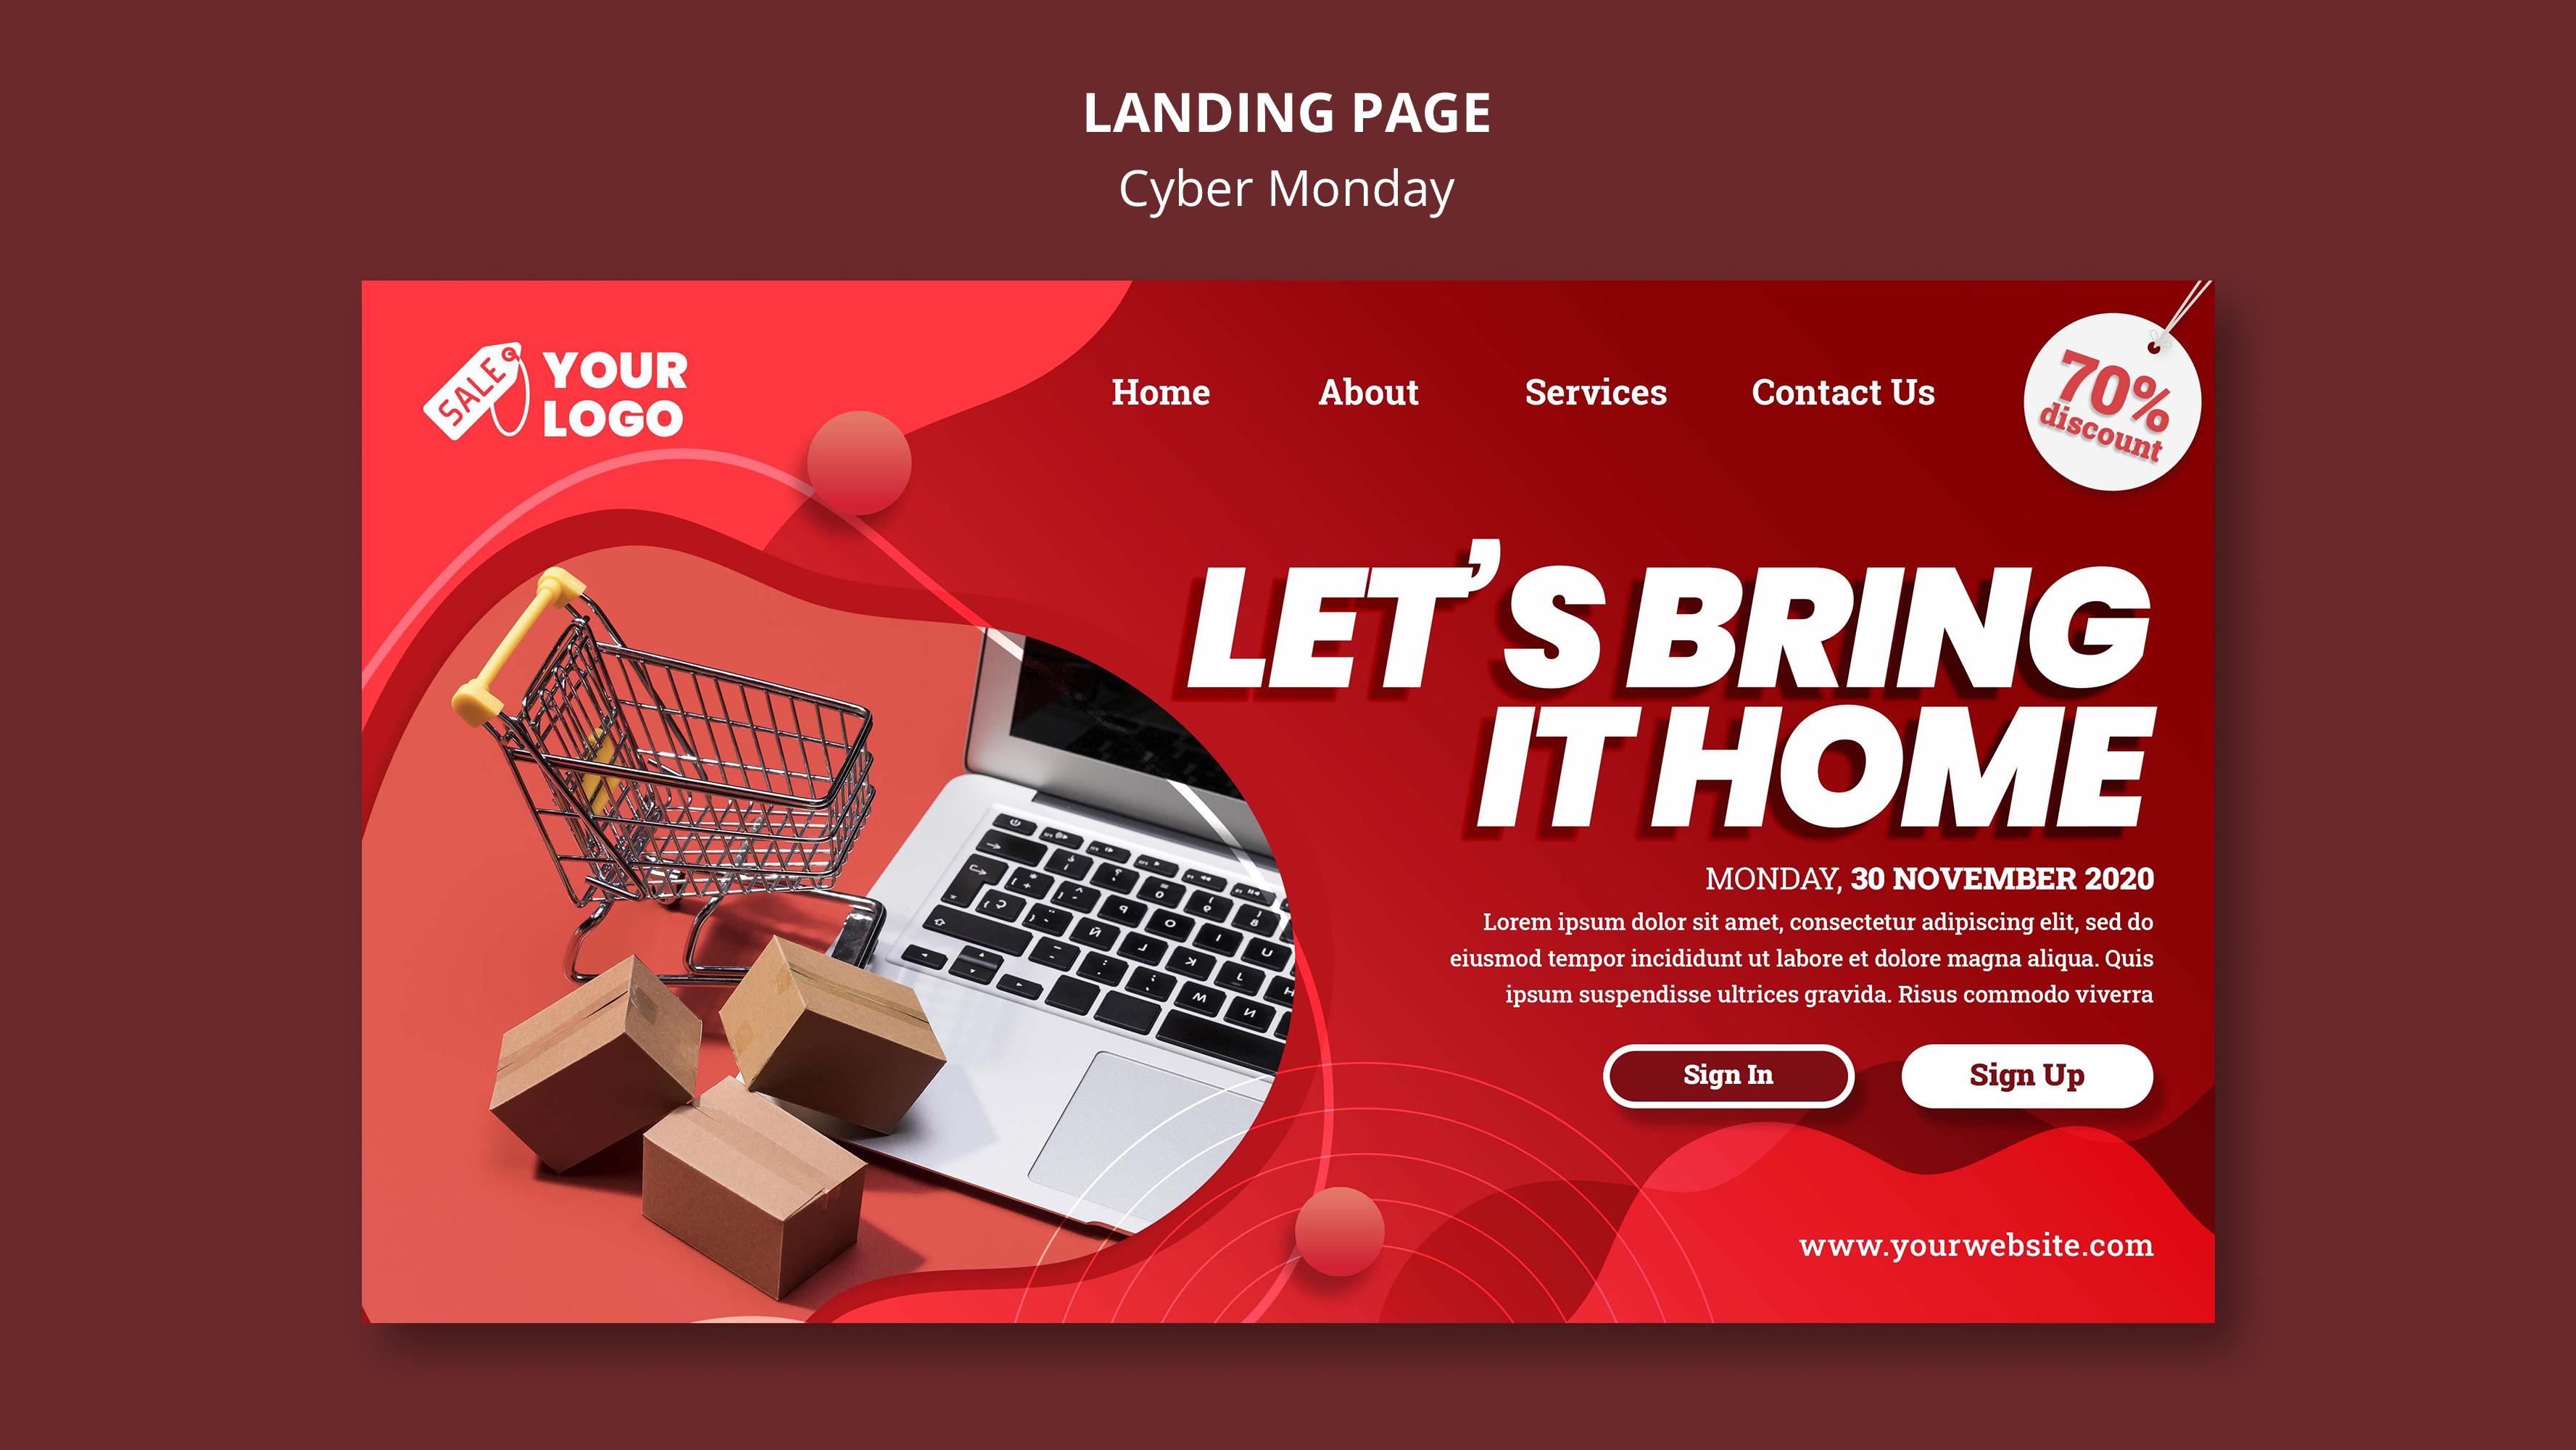 LANDING PAGE
Cyber Monday
SALE
YOUR
LOGO
Home
About
Services
Contact Us
70%
discount
LET’S BRING
IT HOME
MONDAY, 30 NOVEMBER 2020
Lorem ipsum dolor sit amet, consectetur adipiscing elit, sed do
eiusmod tempor incididunt ut labore et dolore magna aliqua. Quis
ipsum suspendisse ultrices gravida. Risus commodo viverra
Sign In
Sign Up
www.yourwebsite.com